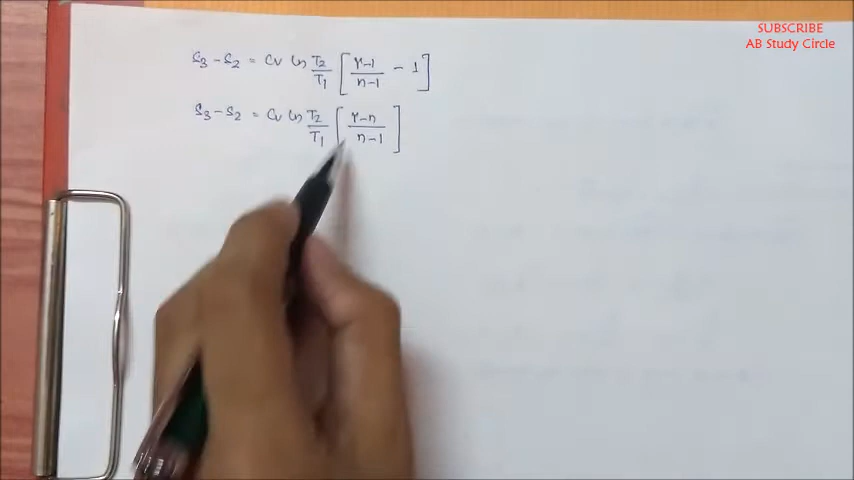 SUBSCRIBE
AB Study Circle
S₃ - S₂ = Cv ln T₂/T₁ [ γ-1/n-1 - 1 ]
S₃ - S₂ = Cv ln T₂/T₁ [ γ-n/n-1 ]